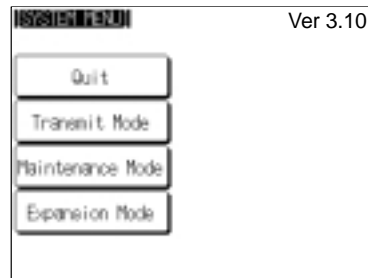 [SYSTEM MENU]
Ver 3.10
Quit
Transmit Mode
Maintenance Mode
Expansion Mode